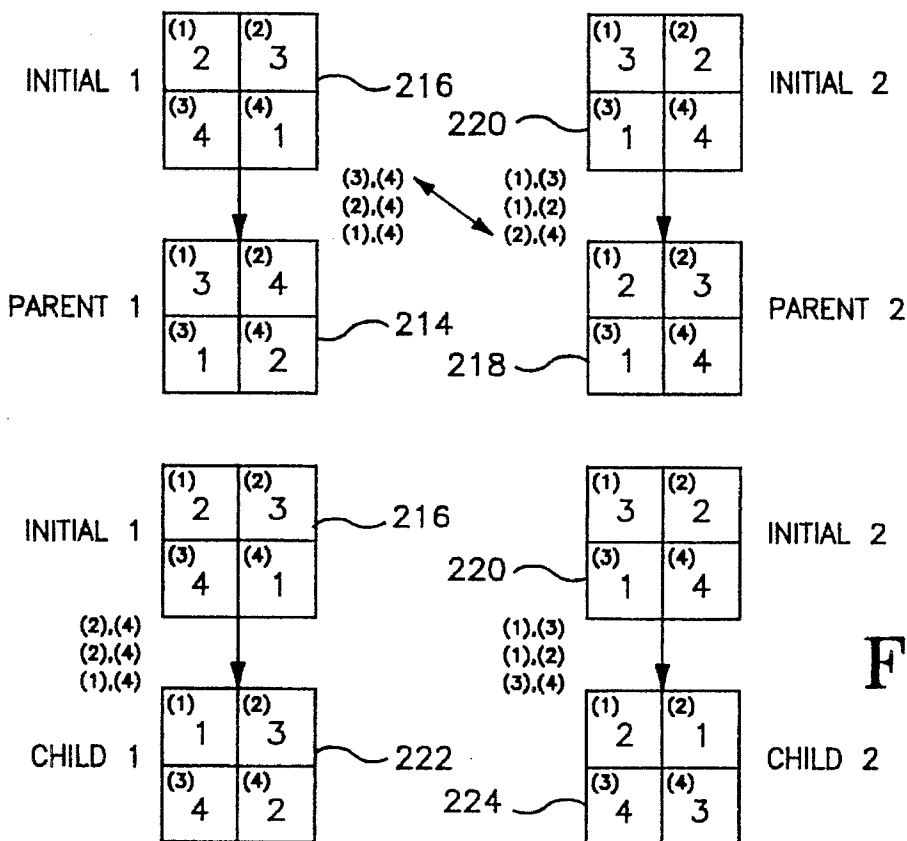 (1) 2 (2) 3
(3) 4 (4) 1
INITIAL 1
216
(1) 3 (2) 2
(3) 1 (4) 4
INITIAL 2
220
(3),(4)
(2),(4)
(1),(4)
(1),(3)
(1),(2)
(2),(4)
(1) 3 (2) 4
(3) 1 (4) 2
PARENT 1
214
(1) 2 (2) 3
(3) 1 (4) 4
PARENT 2
218
(1) 2 (2) 3
(3) 4 (4) 1
INITIAL 1
216
(1) 3 (2) 2
(3) 1 (4) 4
INITIAL 2
220
(2),(4)
(2),(4)
(1),(4)
(1),(3)
(1),(2)
(3),(4)
F
(1) 1 (2) 3
(3) 4 (4) 2
CHILD 1
222
(1) 2 (2) 1
(3) 4 (4) 3
CHILD 2
224